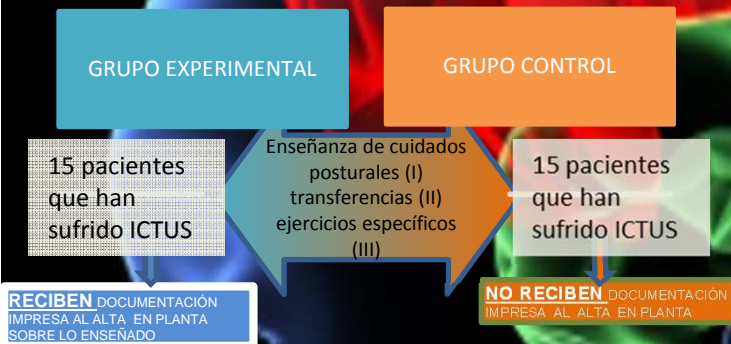 GRUPO EXPERIMENTAL
GRUPO CONTROL
15 pacientes
que han
sufrido ICTUS
Enseñanza de cuidados
posturales (I)
transferencias (II)
ejercicios específicos
(III)
15 pacientes
que han
sufrido ICTUS
RECIBEN DOCUMENTACIÓN
IMPRESA AL ALTA EN PLANTA
SOBRE LO ENSEÑADO
NO RECIBEN DOCUMENTACIÓN
IMPRESA AL ALTA EN PLANTA